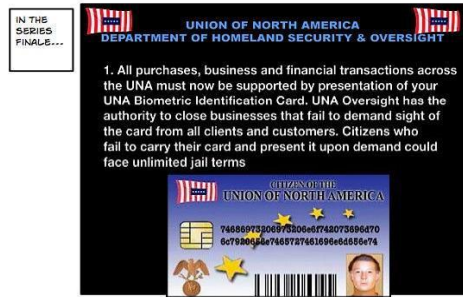 IN THE
SERIES
FINALE...
UNION OF NORTH AMERICA
DEPARTMENT OF HOMELAND SECURITY & OVERSIGHT
1. All purchases, business and financial transactions across
the UNA must now be supported by presentation of your
UNA Biometric Identification Card. UNA Oversight has the
authority to close businesses that fail to demand sight of
the card from all clients and customers. Citizens who
fail to carry their card and present it upon demand could
face unlimited jail terms
CITIZEN OF THE
UNION OF NORTH AMERICA